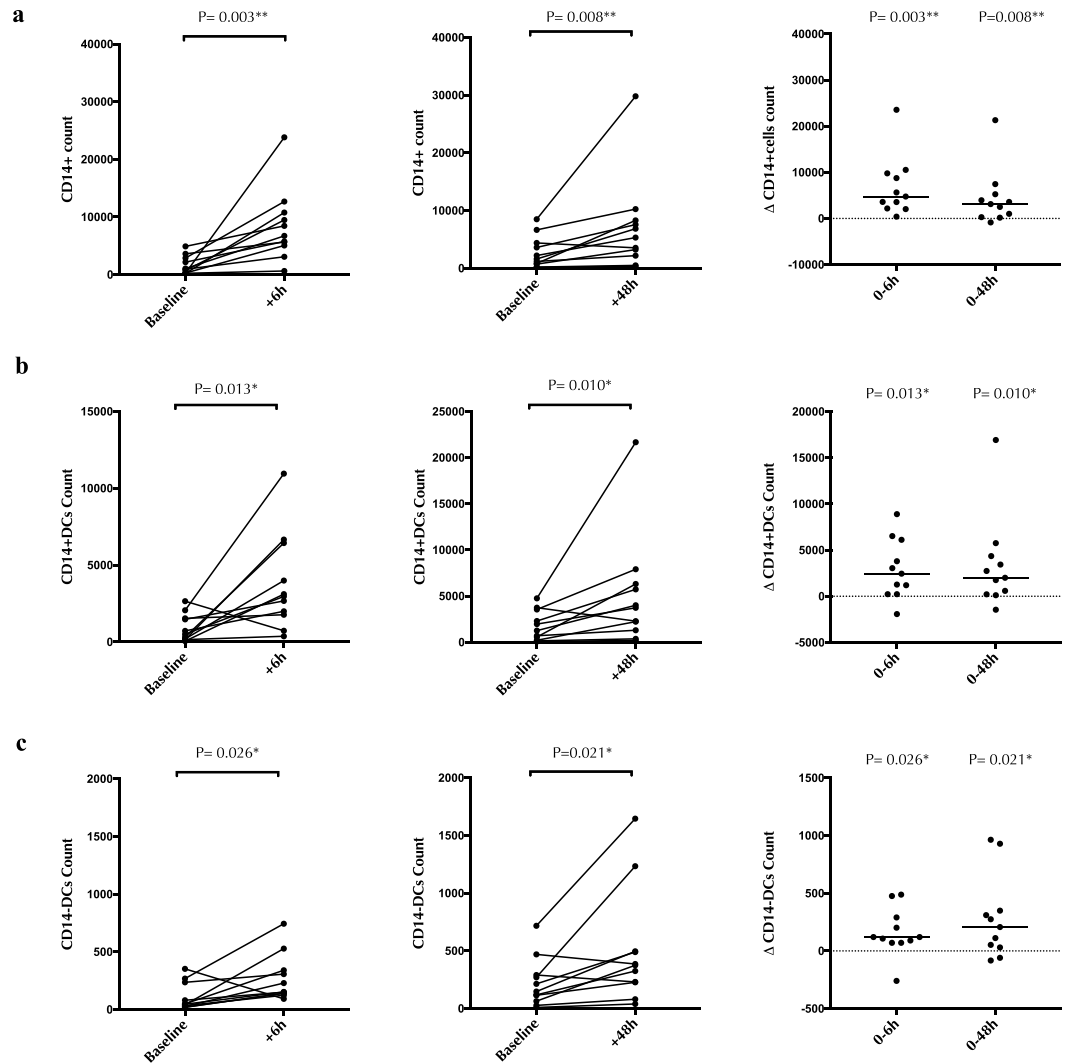 a
P= 0.003**
CD14+ count
40000
30000
20000
10000
0
Baseline
+6h
P= 0.008**
CD14+ count
40000
30000
20000
10000
0
Baseline
+48h
P= 0.003**
P=0.008**
Δ CD14+cells count
40000
30000
20000
10000
0
-10000
0-6h
0-48h
b
P= 0.013*
CD14+DCs Count
15000
10000
5000
0
Baseline
+6h
P= 0.010*
CD14+DCs Count
25000
20000
15000
10000
5000
0
Baseline
+48h
P= 0.013*
P= 0.010*
Δ CD14+DCs Count
20000
15000
10000
5000
0
-5000
0-6h
0-48h
c
P= 0.026*
CD14-DCs Count
2000
1500
1000
500
0
Baseline
+6h
P=0.021*
CD14-DCs Count
2000
1500
1000
500
0
Baseline
+48h
P= 0.026*
P= 0.021*
Δ CD14-DCs Count
1500
1000
500
0
-500
0-6h
0-48h